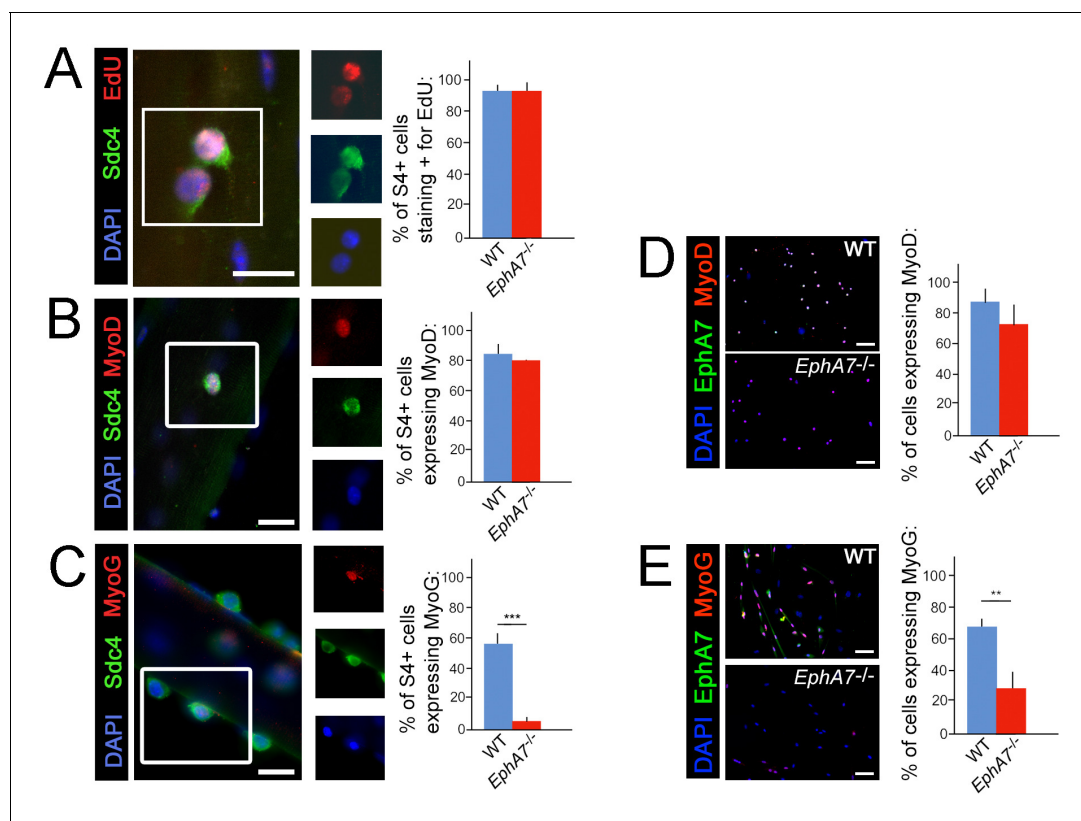 A
DAPI Sdc4 EdU
% of S4+ cells
staining + for EdU:
100
80
60
40
20
0
WT
EphA7-/-
B
DAPI Sdc4 MyoD
% of S4+ cells
expressing MyoD:
100
80
60
40
20
0
WT
EphA7-/-
C
DAPI Sdc4 MyoG
% of S4+ cells
expressing MyoG:
100
80
60
40
20
0
***
WT
EphA7-/-
D
DAPI EphA7 MyoD
WT
EphA7-/-
% of cells expressing MyoD:
100
80
60
40
20
0
WT
EphA7-/-
E
DAPI EphA7 MyoG
WT
EphA7-/-
% of cells expressing MyoG:
100
80
60
40
20
0
**
WT
EphA7-/-